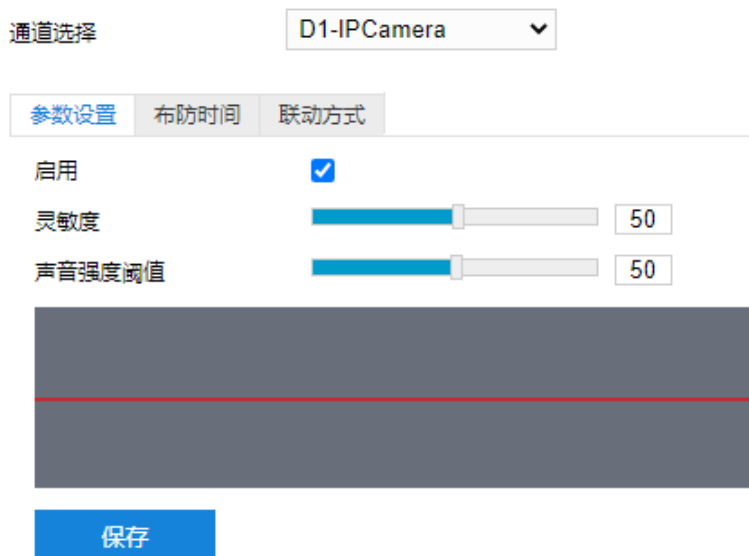 通道选择 D1-IPCamera
参数设置 布防时间 联动方式
启用
灵敏度 50
声音强度阈值 50
保存